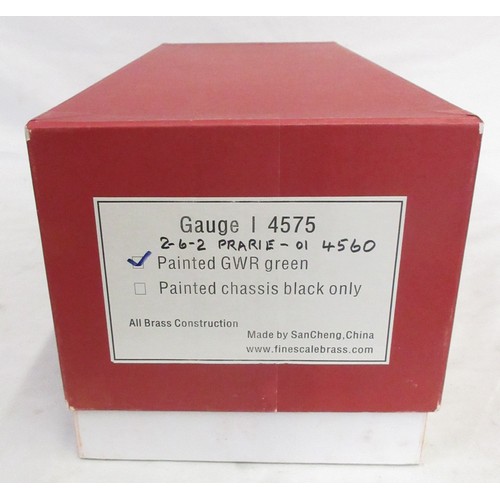 Gauge I 4575
2-6-2 PRARIE-01 4560
Painted GWR green
Painted chassis black only
All Brass Construction
Made by SanCheng,China
www.finescalebrass.com